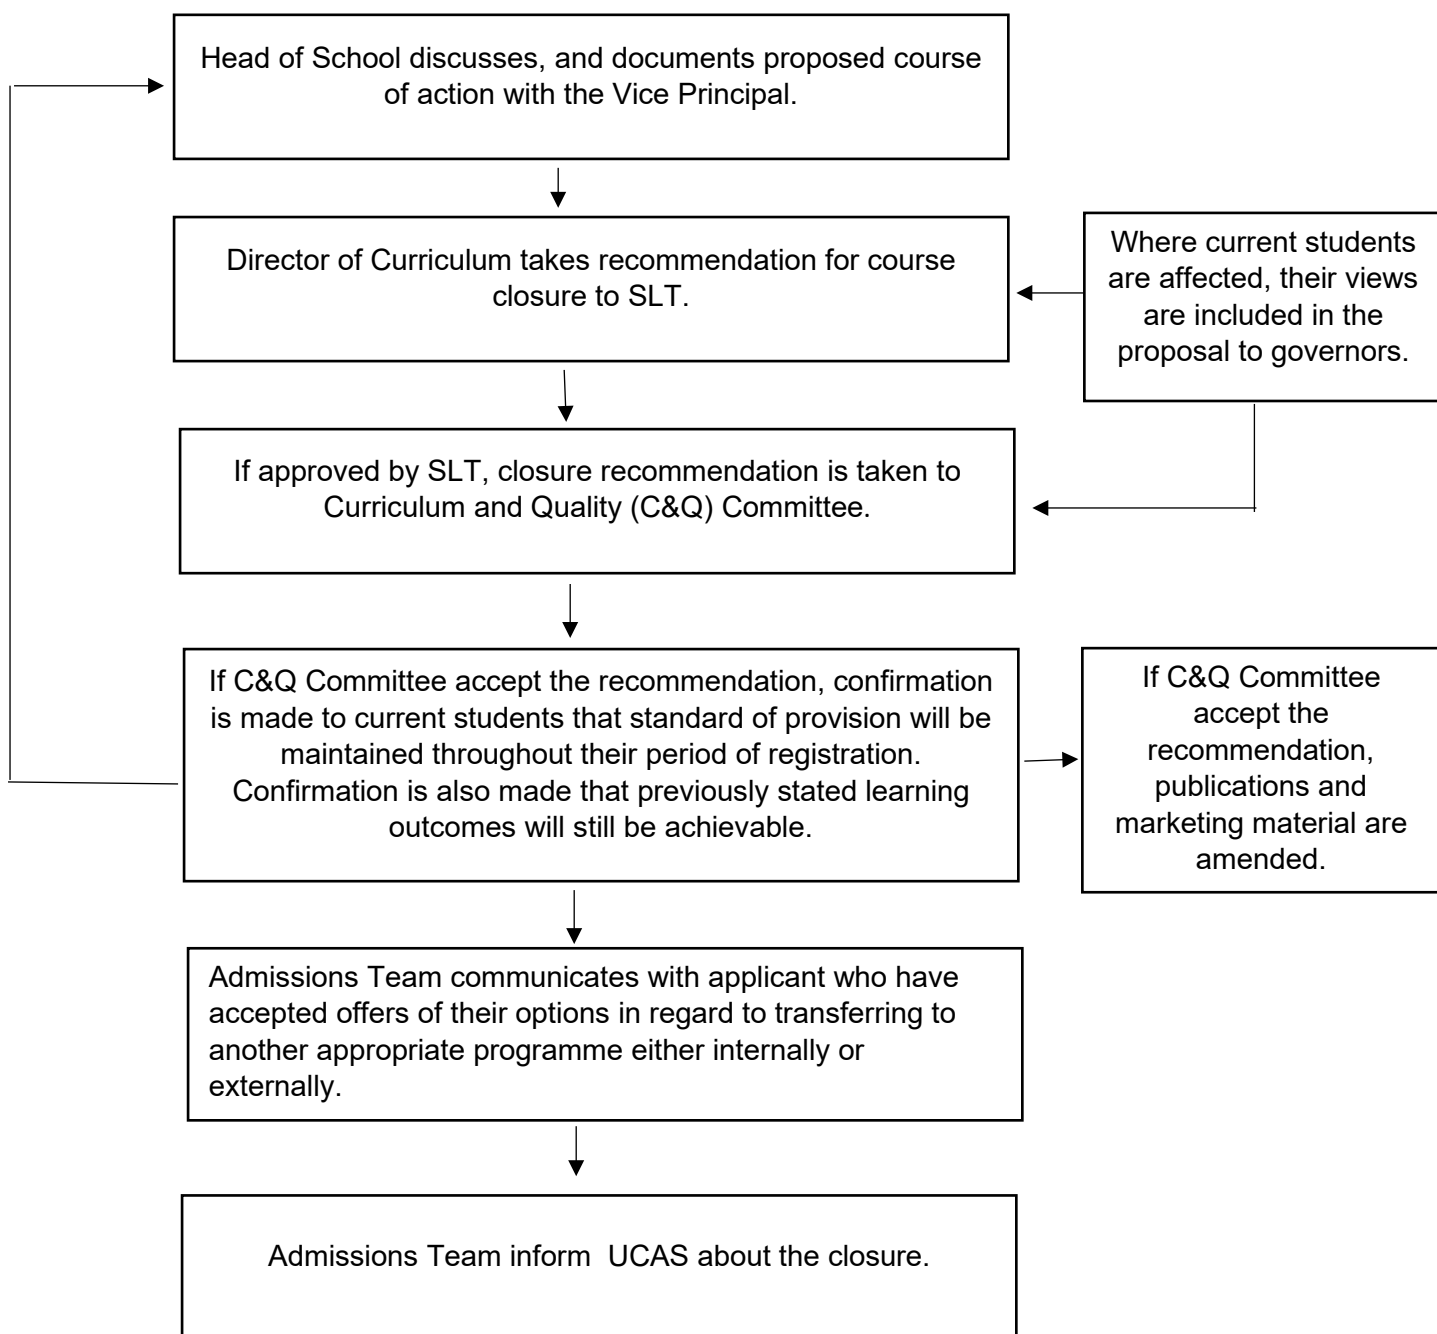 Head of School discusses, and documents proposed course
of action with the Vice Principal.
Director of Curriculum takes recommendation for course
closure to SLT.
Where current students
are affected, their views
are included in the
proposal to governors.
If approved by SLT, closure recommendation is taken to
Curriculum and Quality (C&Q) Committee.
If C&Q Committee accept the recommendation, confirmation
is made to current students that standard of provision will be
maintained throughout their period of registration.
Confirmation is also made that previously stated learning
outcomes will still be achievable.
If C&Q Committee
accept the
recommendation,
publications and
marketing material are
amended.
Admissions Team communicates with applicant who have
accepted offers of their options in regard to transferring to
another appropriate programme either internally or
externally.
Admissions Team inform  UCAS about the closure.